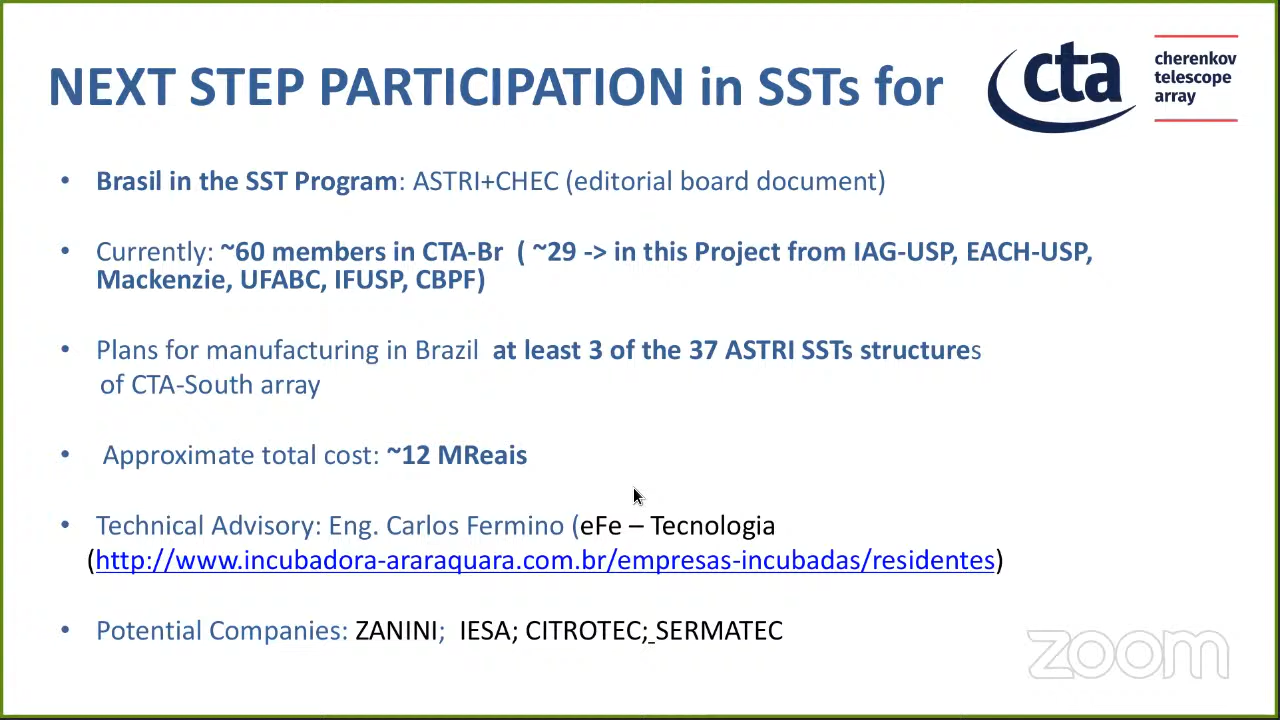 NEXT STEP PARTICIPATION in SSTs for
cta
cherenkov
telescope
array
• Brasil in the SST Program: ASTRI+CHEC (editorial board document)
• Currently: ~60 members in CTA-Br ( ~29 -> in this Project from IAG-USP, EACH-USP,
Mackenzie, UFABC, IFUSP, CBPF)
• Plans for manufacturing in Brazil at least 3 of the 37 ASTRI SSTs structures
of CTA-South array
• Approximate total cost: ~12 MReais
• Technical Advisory: Eng. Carlos Fermino (eFe – Tecnologia
(http://www.incubadora-araraquara.com.br/empresas-incubadas/residentes)
• Potential Companies: ZANINI; IESA; CITROTEC; SERMATEC
zoom